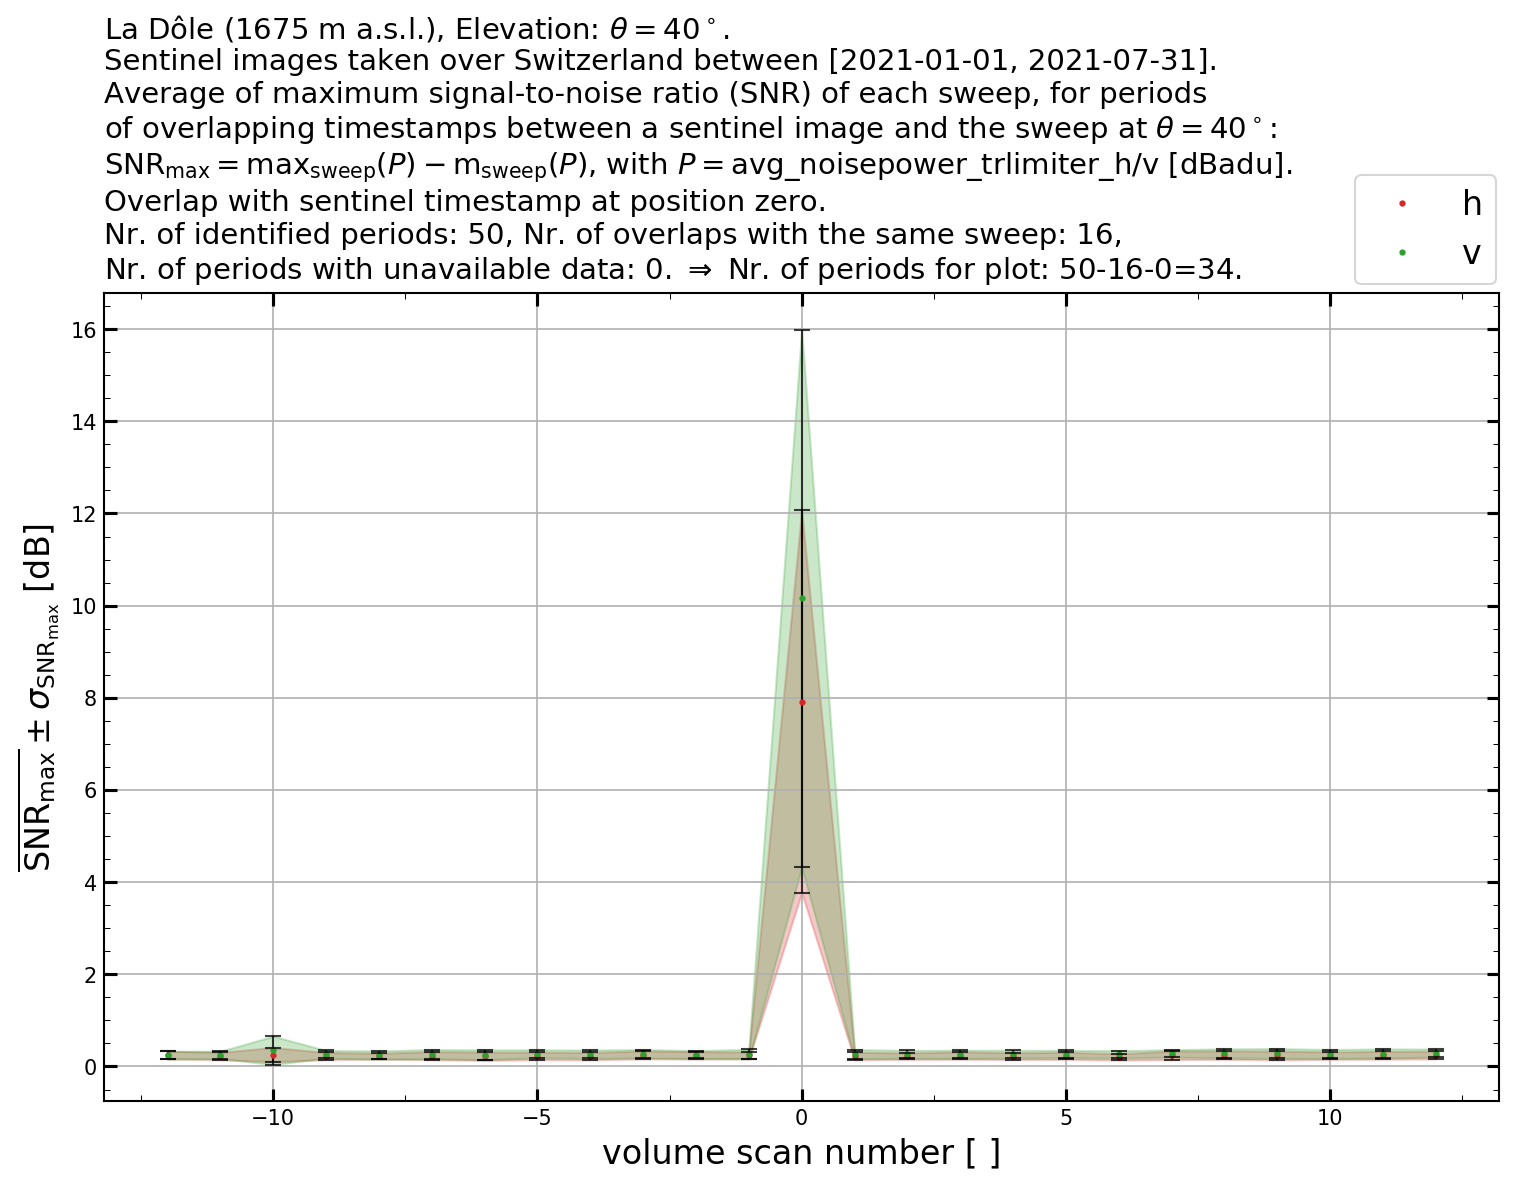 La Dôle (1675 m a.s.l.), Elevation: θ = 40°.
Sentinel images taken over Switzerland between [2021-01-01, 2021-07-31].
Average of maximum signal-to-noise ratio (SNR) of each sweep, for periods
of overlapping timestamps between a sentinel image and the sweep at θ = 40°:
SNRmax = maxsweep(P) − msweep(P), with P = avg_noisepower_trlimiter_h/v [dBadu].
Overlap with sentinel timestamp at position zero.
Nr. of identified periods: 50, Nr. of overlaps with the same sweep: 16,
Nr. of periods with unavailable data: 0. ⇒ Nr. of periods for plot: 50-16-0=34.
h
v
16
14
12
10
8
6
4
2
0
SNRmax ± σSNRmax [dB]
−10
−5
0
5
10
volume scan number [ ]